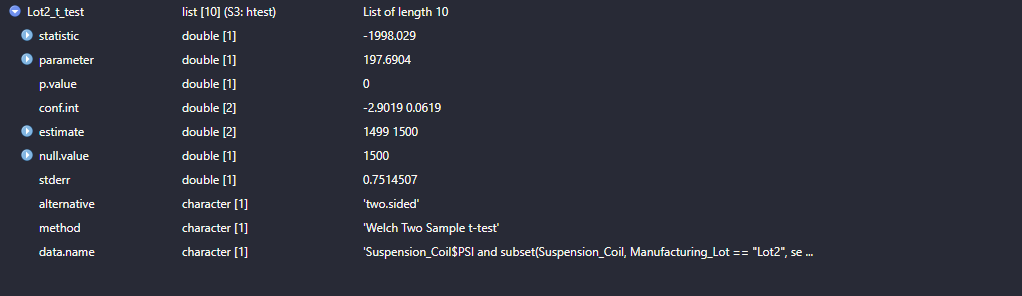 Lot2_t_test list [10] (S3: htest) List of length 10
statistic double [1] -1998.029
parameter double [1] 197.6904
p.value double [1] 0
conf.int double [2] -2.9019 0.0619
estimate double [2] 1499 1500
null.value double [1] 1500
stderr double [1] 0.7514507
alternative character [1] 'two.sided'
method character [1] 'Welch Two Sample t-test'
data.name character [1] 'Suspension_Coil$PSI and subset(Suspension_Coil, Manufacturing_Lot == "Lot2", se ...